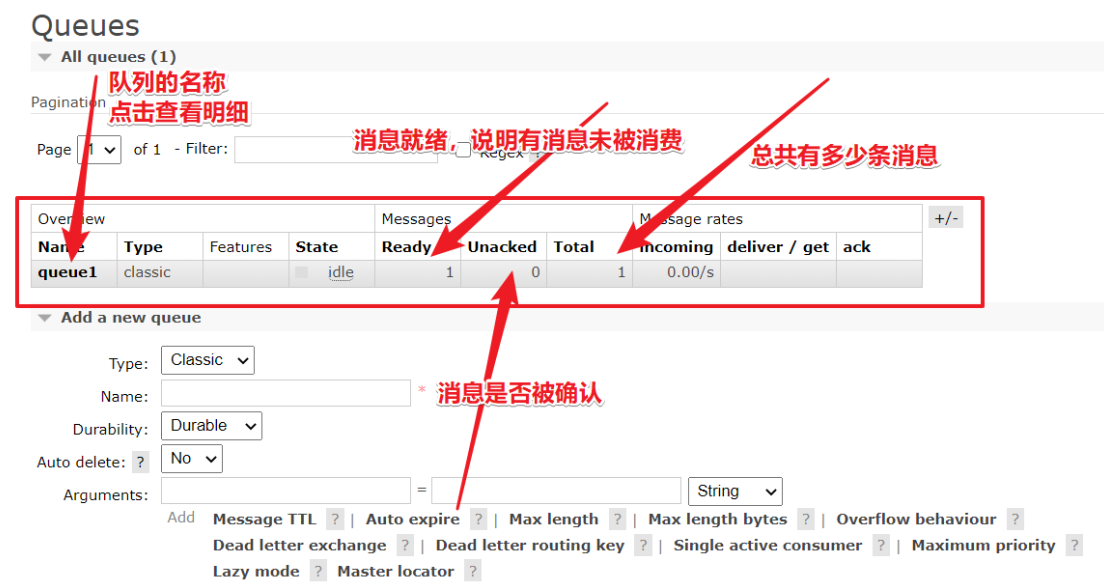 Queues
All queues (1)
队列的名称
点击查看明细
Pagination
Page 1 of 1 - Filter: Regex ?
消息就绪，说明有消息未被消费
总共有多少条消息
Overview Messages Message rates +/-
Name Type Features State Ready Unacked Total incoming deliver / get ack
queue1 classic idle 1 0 1 0.00/s
Add a new queue
Type: Classic
Name: *
消息是否被确认
Durability: Durable
Auto delete: ? No
Arguments: = String
Add Message TTL ? | Auto expire ? | Max length ? | Max length bytes ? | Overflow behaviour ?
Dead letter exchange ? | Dead letter routing key ? | Single active consumer ? | Maximum priority ?
Lazy mode ? Master locator ?